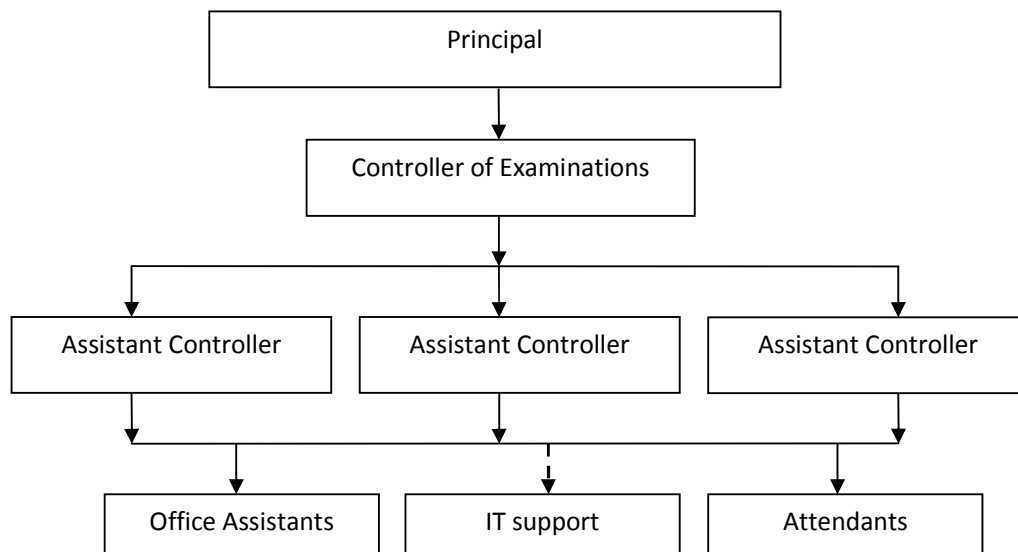 Principal
Controller of Examinations
Assistant Controller
Assistant Controller
Assistant Controller
Office Assistants
IT support
Attendants